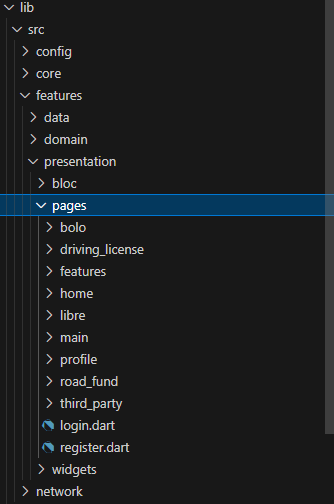 lib
src
config
core
features
data
domain
presentation
bloc
pages
bolo
driving_license
features
home
libre
main
profile
road_fund
third_party
login.dart
register.dart
widgets
network